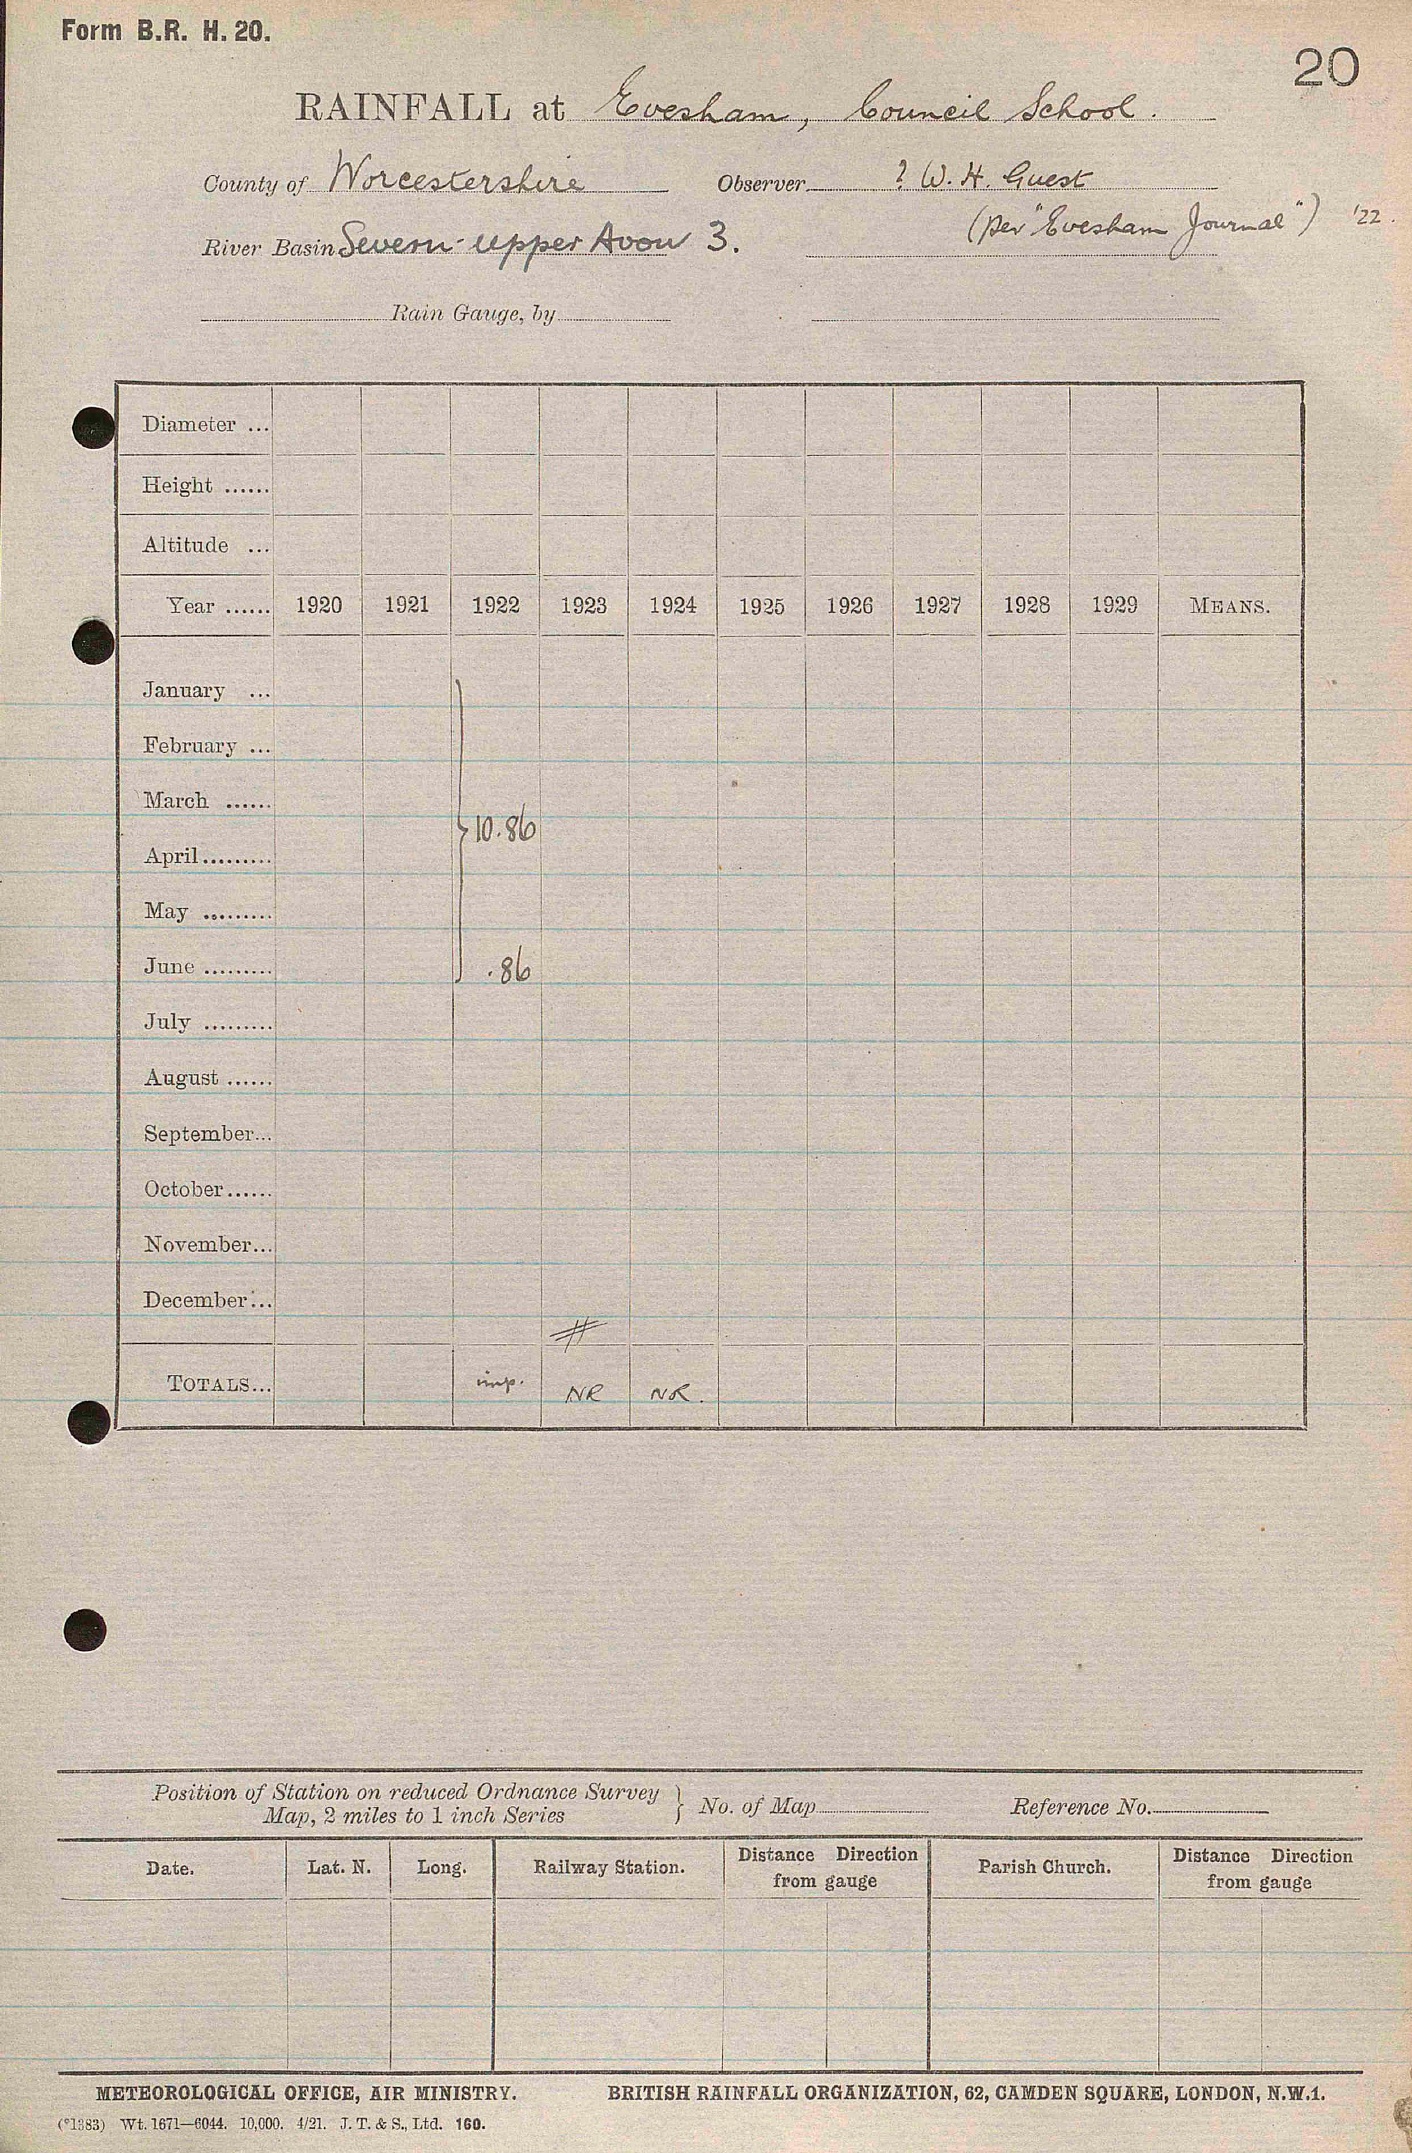 Form B.R. H. 20.
20
RAINFALL at Evesham, Council School.
County of Worcestershire Observer ? W. H. Guest
(per "Evesham Journal") '22.
River Basin Severn-Upper Avon 3.
Rain Gauge, by
Diameter ...
Height ......
Altitude ...
Year ...... 1920 1921 1922 1923 1924 1925 1926 1927 1928 1929 MEANS.
January ...
February ...
March ......
10.86
April.........
May .........
June ......... .86
July .........
August ......
September...
October......
November...
December...
#
TOTALS... imp. NR NR.
Position of Station on reduced Ordnance Survey
Map, 2 miles to 1 inch Series } No. of Map Reference No.
Date. Lat. N. Long. Railway Station. Distance Direction from gauge Parish Church. Distance Direction from gauge
METEOROLOGICAL OFFICE, AIR MINISTRY. BRITISH RAINFALL ORGANIZATION, 62, CAMDEN SQUARE, LONDON, N.W.1.
(*1383) Wt. 1671—6044. 10,000. 4/21. J. T. & S., Ltd. 160.